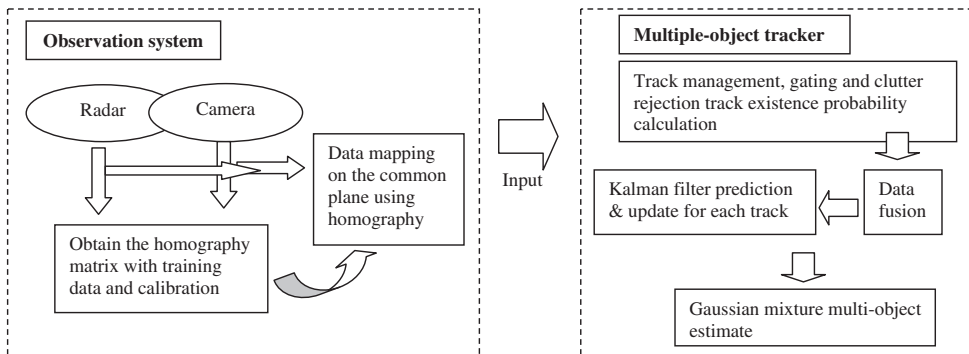 Observation system
Radar
Camera
Data mapping
on the common
plane using
homography
Obtain the homography
matrix with training
data and calibration
Input
Multiple-object tracker
Track management, gating and clutter
rejection track existence probability
calculation
Kalman filter prediction
& update for each track
Data
fusion
Gaussian mixture multi-object
estimate